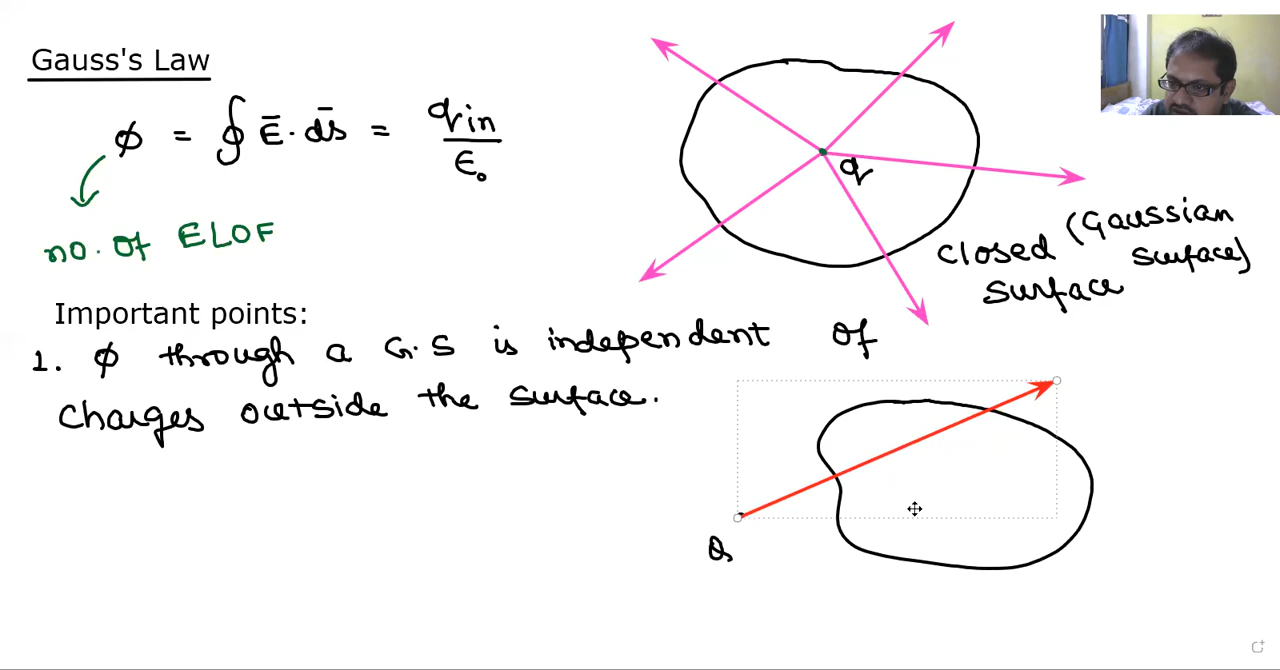 Gauss's Law
ϕ = ∮ E̅ · ds̅ = qin/ε₀
no. of ELOF
q
closed (Gaussian
surface surface)
Important points:
1. ϕ through a G.S is independent of
charges outside the surface.
Q